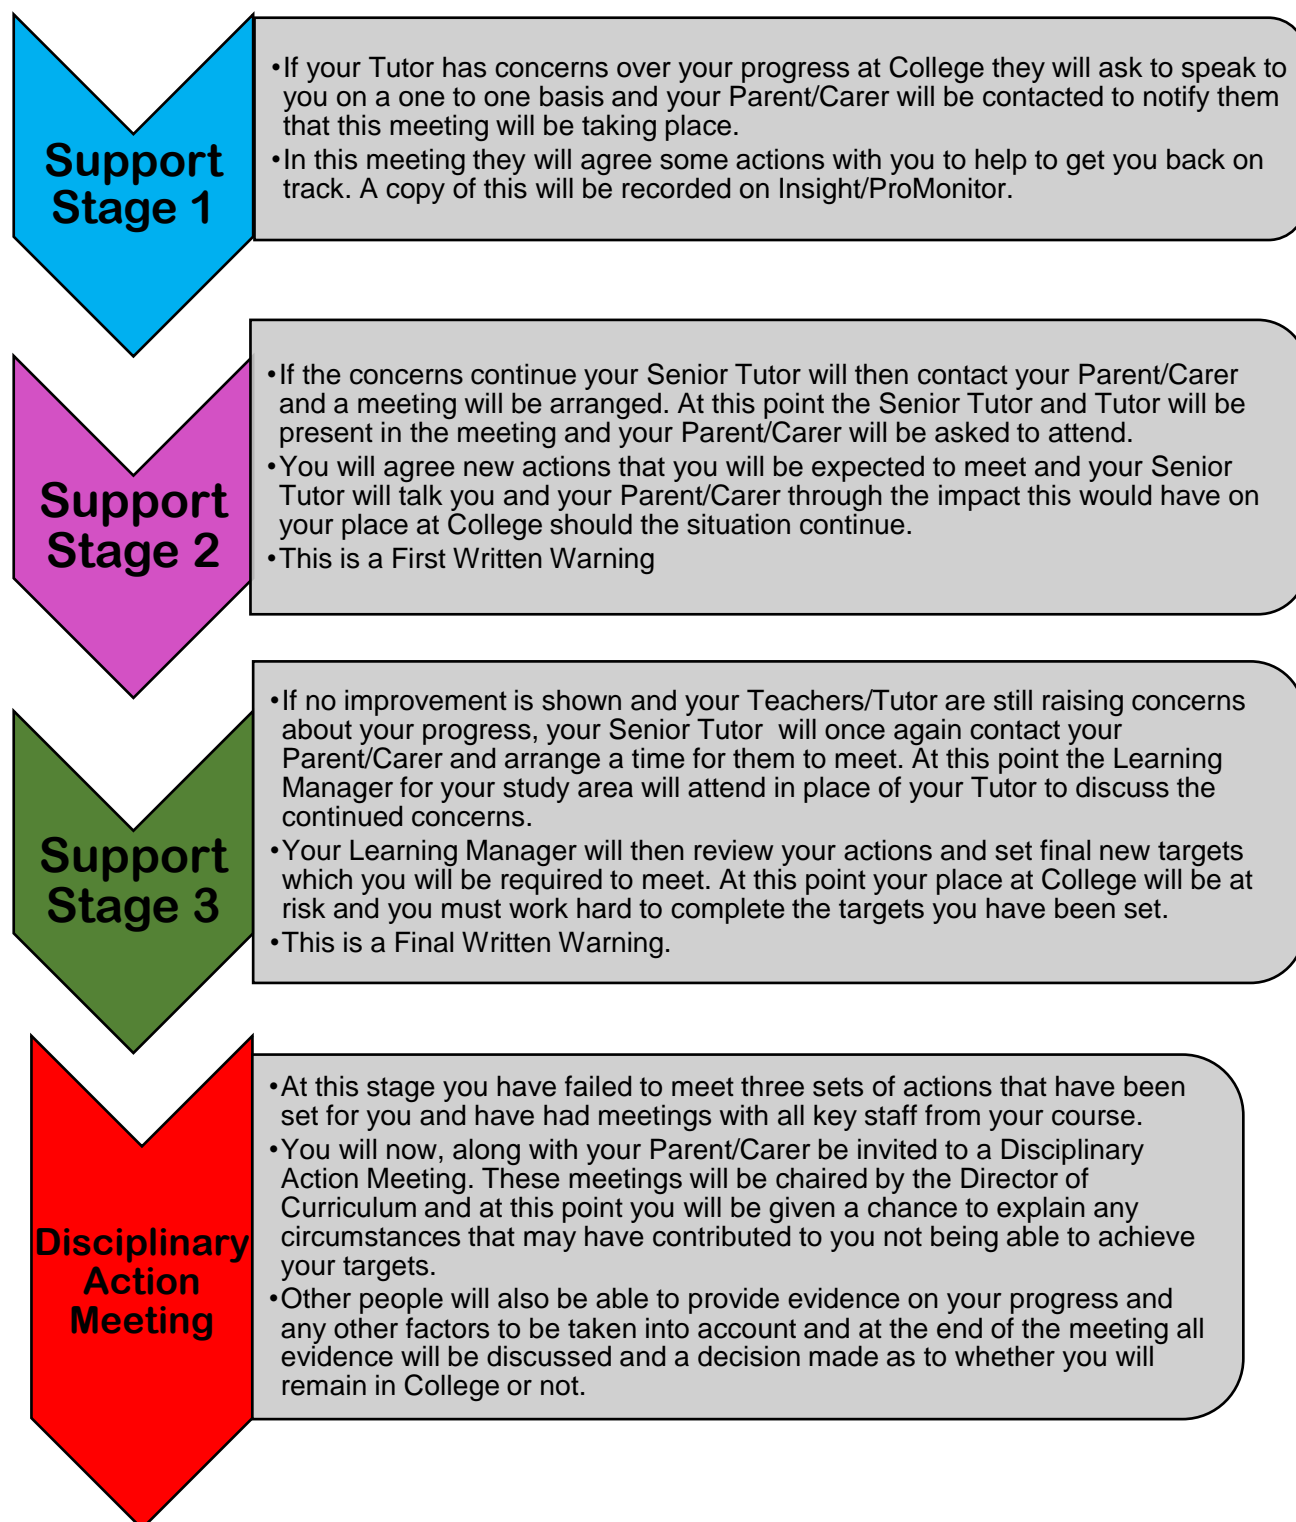 Support
Stage 1
•If your Tutor has concerns over your progress at College they will ask to speak to
you on a one to one basis and your Parent/Carer will be contacted to notify them
that this meeting will be taking place.
•In this meeting they will agree some actions with you to help to get you back on
track. A copy of this will be recorded on Insight/ProMonitor.
Support
Stage 2
•If the concerns continue your Senior Tutor will then contact your Parent/Carer
and a meeting will be arranged. At this point the Senior Tutor and Tutor will be
present in the meeting and your Parent/Carer will be asked to attend.
•You will agree new actions that you will be expected to meet and your Senior
Tutor will talk you and your Parent/Carer through the impact this would have on
your place at College should the situation continue.
•This is a First Written Warning
Support
Stage 3
•If no improvement is shown and your Teachers/Tutor are still raising concerns
about your progress, your Senior Tutor  will once again contact your
Parent/Carer and arrange a time for them to meet. At this point the Learning
Manager for your study area will attend in place of your Tutor to discuss the
continued concerns.
•Your Learning Manager will then review your actions and set final new targets
which you will be required to meet. At this point your place at College will be at
risk and you must work hard to complete the targets you have been set.
•This is a Final Written Warning.
Disciplinary
Action
Meeting
•At this stage you have failed to meet three sets of actions that have been
set for you and have had meetings with all key staff from your course.
•You will now, along with your Parent/Carer be invited to a Disciplinary
Action Meeting. These meetings will be chaired by the Director of
Curriculum and at this point you will be given a chance to explain any
circumstances that may have contributed to you not being able to achieve
your targets.
•Other people will also be able to provide evidence on your progress and
any other factors to be taken into account and at the end of the meeting all
evidence will be discussed and a decision made as to whether you will
remain in College or not.